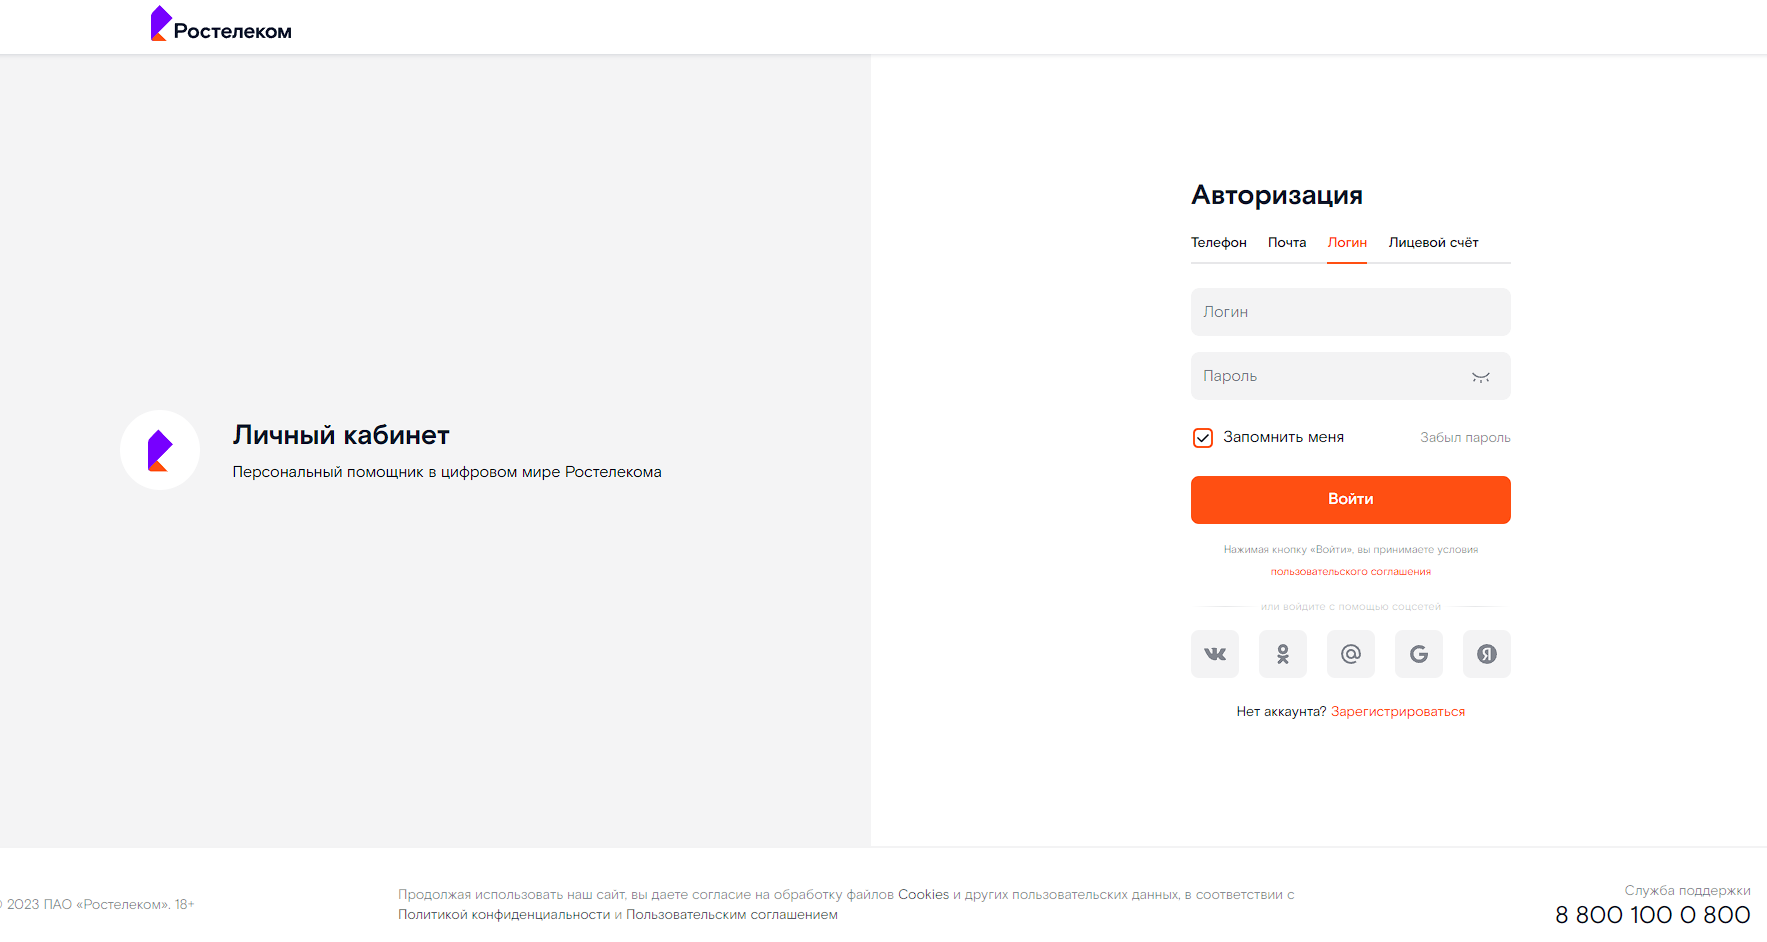 Ростелеком
Личный кабинет
Персональный помощник в цифровом мире Ростелекома
Авторизация
Телефон Почта Логин Лицевой счёт
Логин
Пароль
Запомнить меня Забыл пароль
Войти
Нажимая кнопку «Войти», вы принимаете условия
пользовательского соглашения
или войдите с помощью соцсетей
Нет аккаунта? Зарегистрироваться
© 2023 ПАО «Ростелеком». 18+
Продолжая использовать наш сайт, вы даете согласие на обработку файлов Cookies и других пользовательских данных, в соответствии с
Политикой конфиденциальности и Пользовательским соглашением
Служба поддержки
8 800 100 0 800